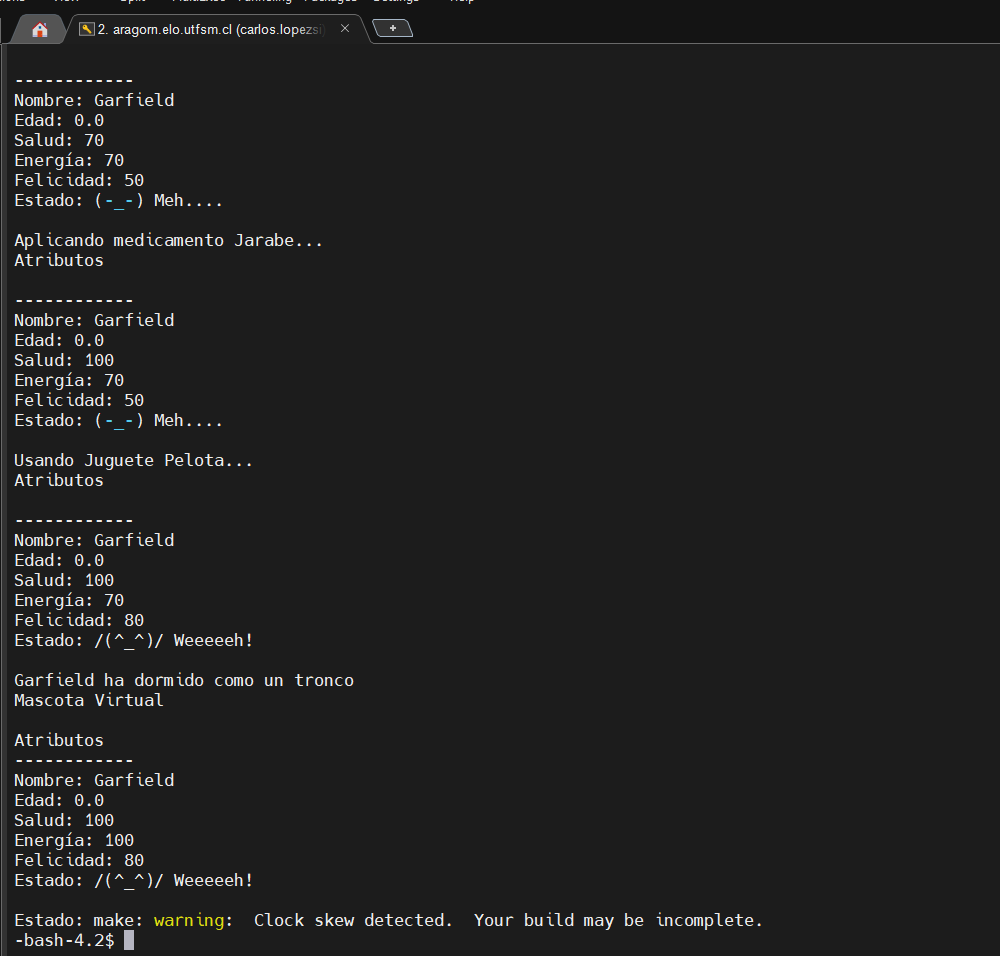 2. aragorn.elo.utfsm.cl (carlos.lopezsi)
------------
Nombre: Garfield
Edad: 0.0
Salud: 70
Energía: 70
Felicidad: 50
Estado: (-_-) Meh....
Aplicando medicamento Jarabe...
Atributos
------------
Nombre: Garfield
Edad: 0.0
Salud: 100
Energía: 70
Felicidad: 50
Estado: (-_-) Meh....
Usando Juguete Pelota...
Atributos
------------
Nombre: Garfield
Edad: 0.0
Salud: 100
Energía: 70
Felicidad: 80
Estado: /(^_^)/ Weeeeeh!
Garfield ha dormido como un tronco
Mascota Virtual
Atributos
------------
Nombre: Garfield
Edad: 0.0
Salud: 100
Energía: 100
Felicidad: 80
Estado: /(^_^)/ Weeeeeh!
Estado: make: warning:  Clock skew detected.  Your build may be incomplete.
-bash-4.2$